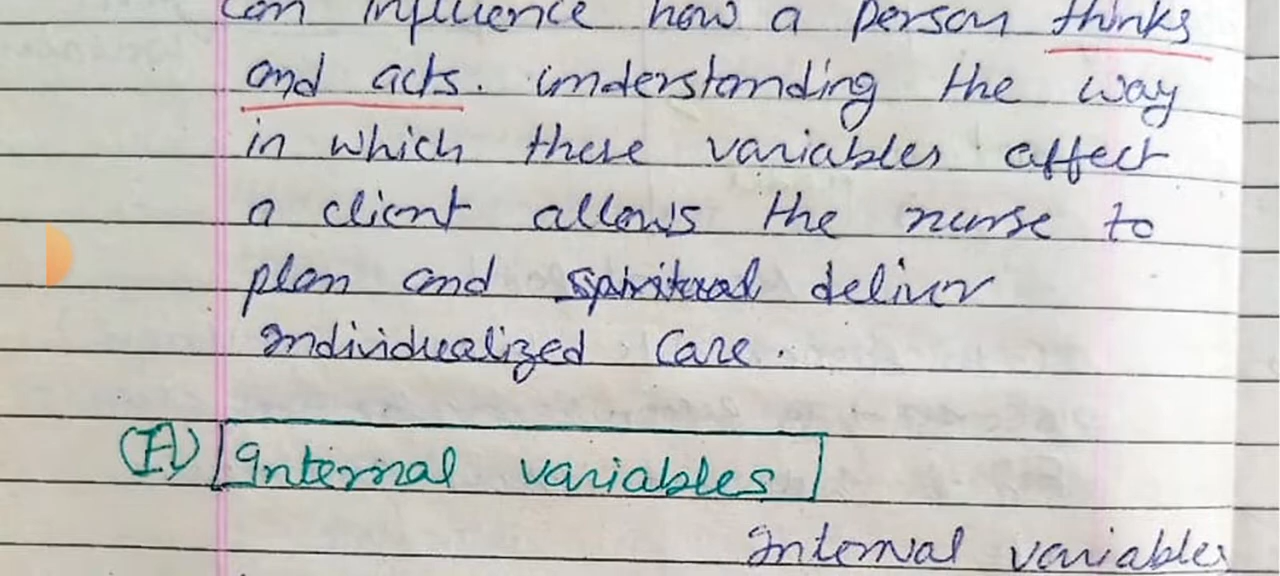 can influence how a person thinks
and acts. understanding the way
in which these variables affect
a client allows the nurse to
plan and spiritual deliver
individualized care.
(A) Internal variables
Internal variables